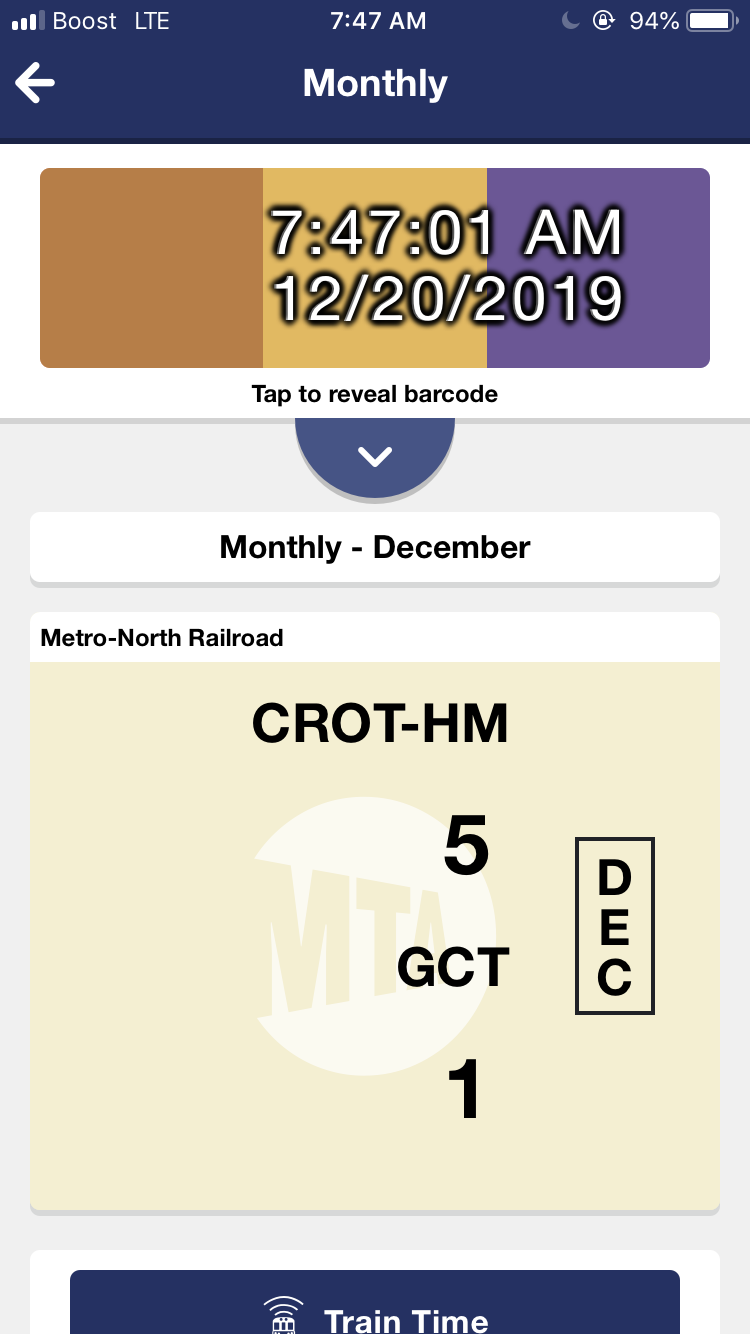 Boost LTE 7:47 AM 94%
Monthly
7:47:01 AM
12/20/2019
Tap to reveal barcode
Monthly - December
Metro-North Railroad
CROT-HM
5
MTA
GCT
1
D
E
C
Train Time